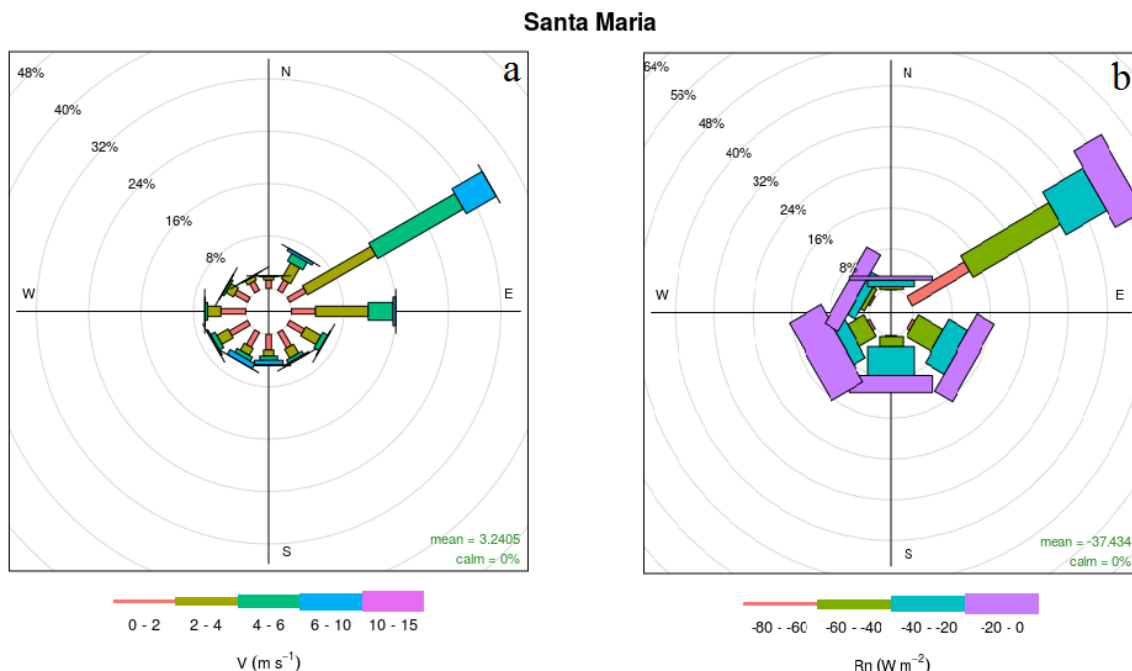 Santa Maria
a
N
48%
40%
32%
24%
16%
8%
W
E
S
mean = 3.2405
calm = 0%
0 - 2
2 - 4
4 - 6
6 - 10
10 - 15
V (m s⁻¹)
b
N
64%
56%
48%
40%
32%
24%
16%
8%
W
E
S
mean = -37.434
calm = 0%
-80 - -60
-60 - -40
-40 - -20
-20 - 0
Rn (W m⁻²)